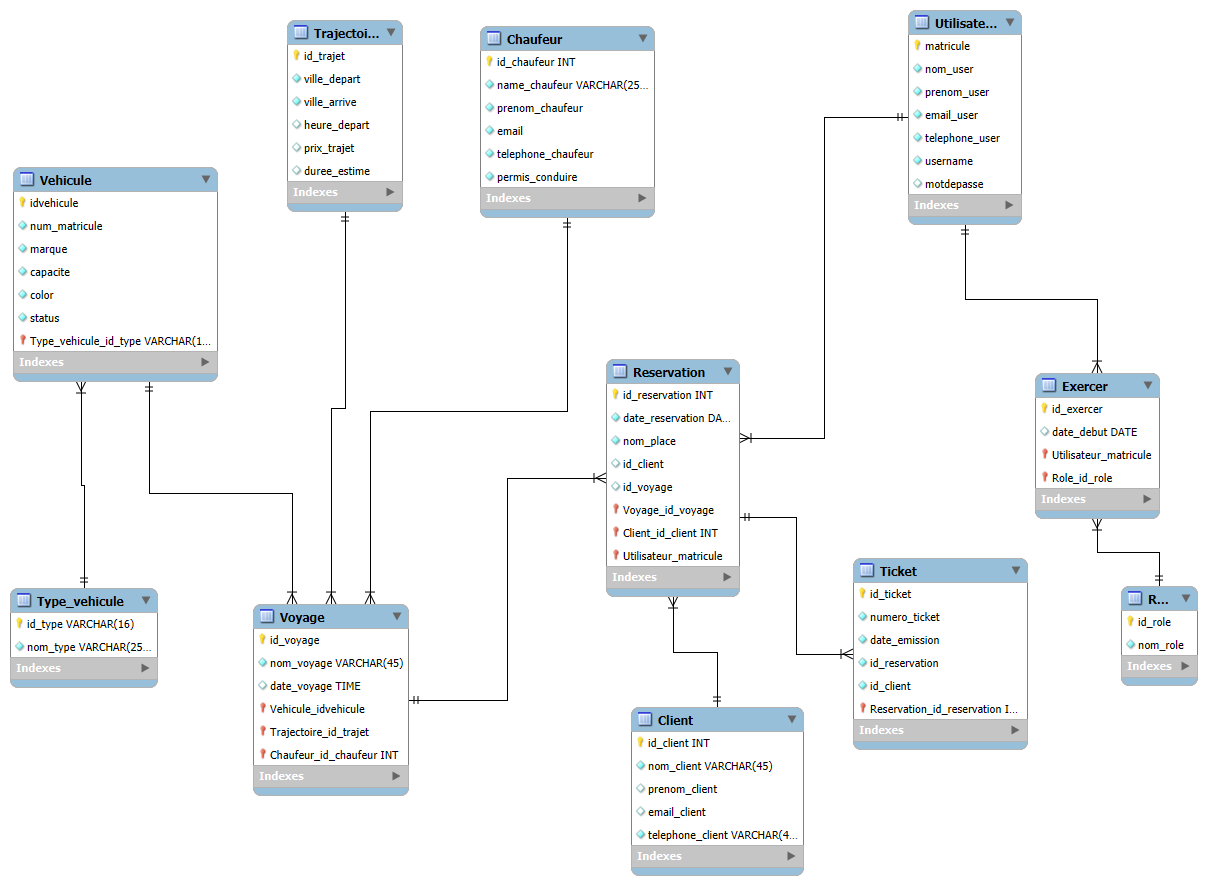 Trajectoi...
id_trajet
ville_depart
ville_arrive
heure_depart
prix_trajet
duree_estime
Indexes
Chaufeur
id_chaufeur INT
name_chaufeur VARCHAR(25...
prenom_chaufeur
email
telephone_chaufeur
permis_conduire
Indexes
Utilisate...
matricule
nom_user
prenom_user
email_user
telephone_user
username
motdepasse
Indexes
Vehicule
idvehicule
num_matricule
marque
capacite
color
status
Type_vehicule_id_type VARCHAR(1...
Indexes
Reservation
id_reservation INT
date_reservation DA...
nom_place
id_client
id_voyage
Voyage_id_voyage
Client_id_client INT
Utilisateur_matricule
Indexes
Exercer
id_exercer
date_debut DATE
Utilisateur_matricule
Role_id_role
Indexes
Type_vehicule
id_type VARCHAR(16)
nom_type VARCHAR(25...
Indexes
Voyage
id_voyage
nom_voyage VARCHAR(45)
date_voyage TIME
Vehicule_idvehicule
Trajectoire_id_trajet
Chaufeur_id_chaufeur INT
Indexes
Ticket
id_ticket
numero_ticket
date_emission
id_reservation
id_client
Reservation_id_reservation I...
Indexes
R...
id_role
nom_role
Indexes
Client
id_client INT
nom_client VARCHAR(45)
prenom_client
email_client
telephone_client VARCHAR(4...
Indexes